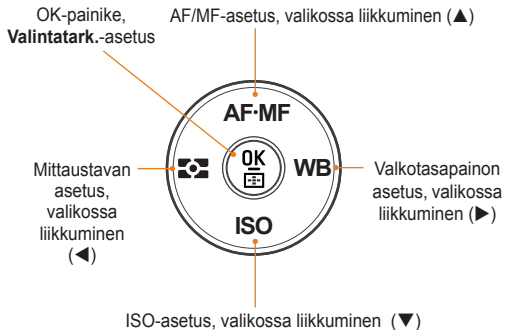 OK-painike,
Valintatark.-asetus
AF/MF-asetus, valikossa liikkuminen (▲)
AF·MF
OK
WB
ISO
Mittaustavan
asetus,
valikossa
liikkuminen
(◀)
Valkotasapainon
asetus, valikossa
liikkuminen (▶)
ISO-asetus, valikossa liikkuminen (▼)